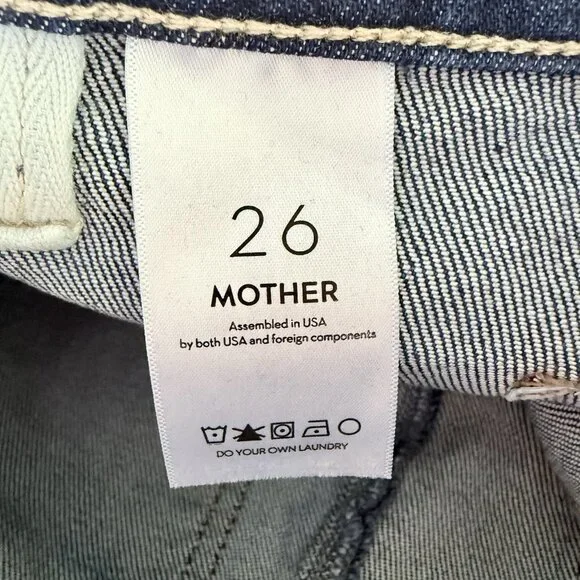 26
MOTHER
Assembled in USA
by both USA and foreign components
DO YOUR OWN LAUNDRY